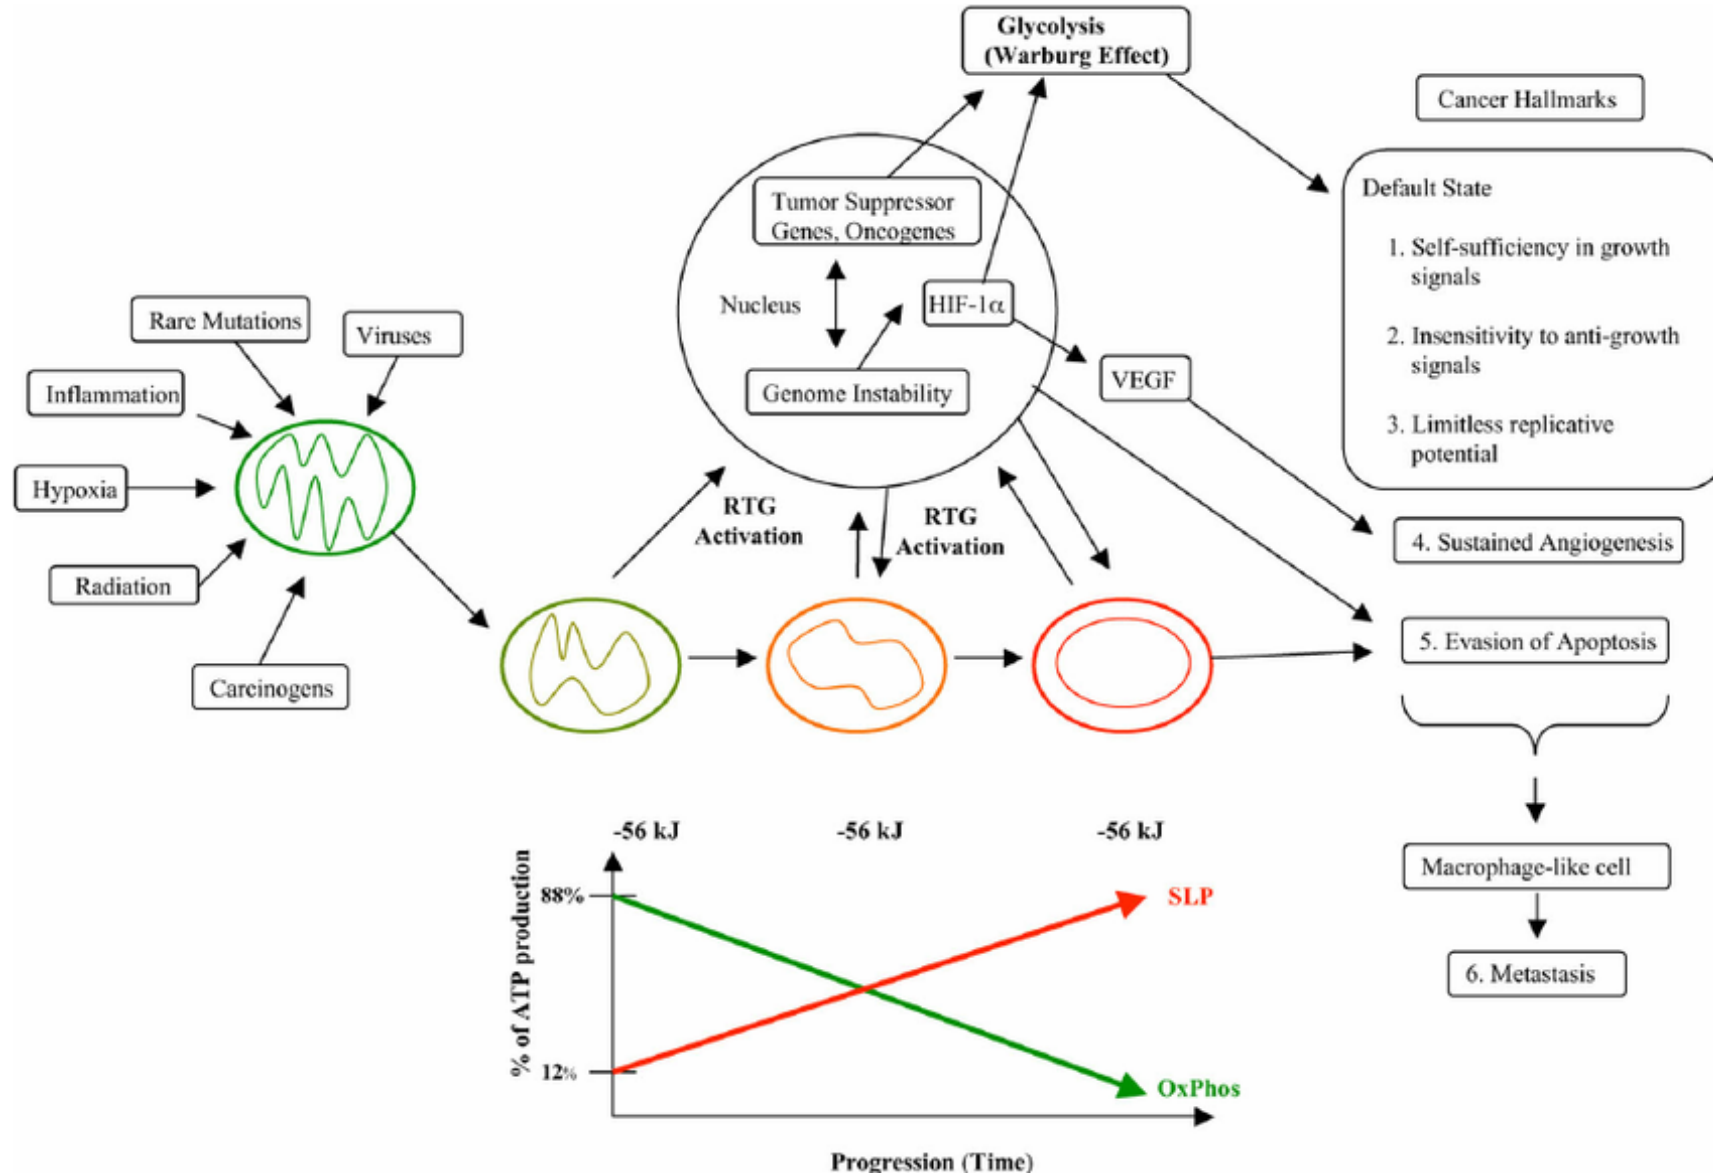 Glycolysis
(Warburg Effect)
Cancer Hallmarks
Default State
1. Self-sufficiency in growth
signals
2. Insensitivity to anti-growth
signals
3. Limitless replicative
potential
Tumor Suppressor
Genes, Oncogenes
Nucleus
HIF-1α
Genome Instability
VEGF
Rare Mutations
Viruses
Inflammation
Hypoxia
Radiation
Carcinogens
RTG
Activation
RTG
Activation
4. Sustained Angiogenesis
5. Evasion of Apoptosis
Macrophage-like cell
6. Metastasis
-56 kJ
-56 kJ
-56 kJ
% of ATP production
88%
12%
SLP
OxPhos
Progression (Time)